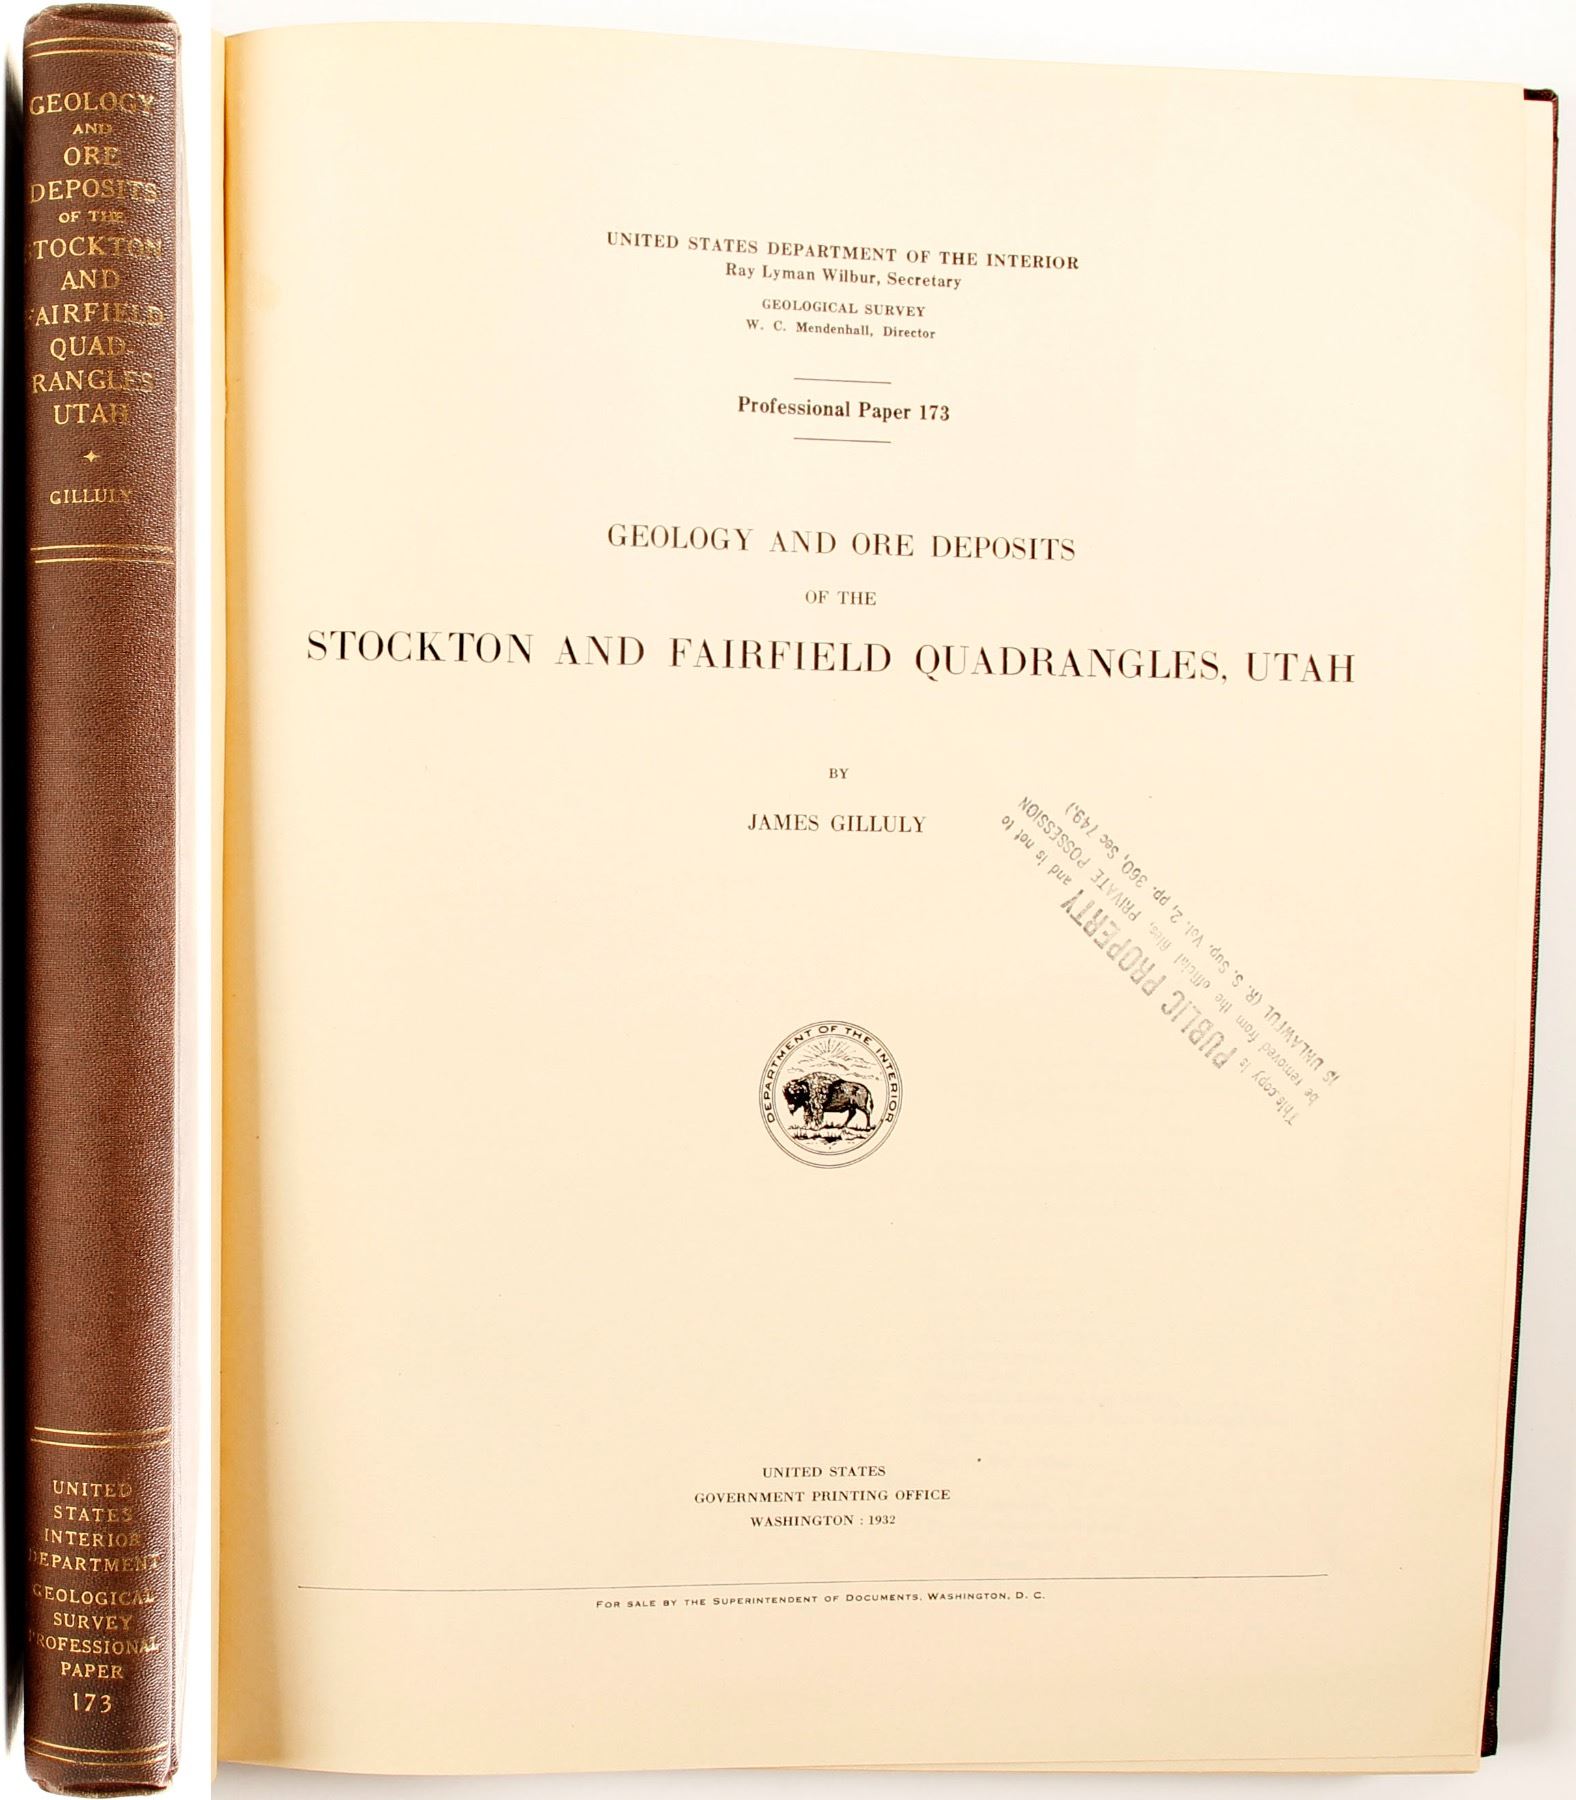 GEOLOGY
AND
ORE
DEPOSITS
OF THE
STOCKTON
AND
FAIRFIELD
QUAD-
RANGLES
UTAH
GILLULY
UNITED
STATES
INTERIOR
DEPARTMENT
GEOLOGICAL
SURVEY
PROFESSIONAL
PAPER
173
UNITED STATES DEPARTMENT OF THE INTERIOR
Ray Lyman Wilbur, Secretary
GEOLOGICAL SURVEY
W. C. Mendenhall, Director
Professional Paper 173
GEOLOGY AND ORE DEPOSITS
OF THE
STOCKTON AND FAIRFIELD QUADRANGLES, UTAH
BY
JAMES GILLULY
This copy is PUBLIC PROPERTY and is not to
be removed from the official files, PRIVATE POSSESSION
IS UNLAWFUL (R. S. Sup. Vol. 2, pp. 360, Sec 749.)
DEPARTMENT OF THE INTERIOR
UNITED STATES
GOVERNMENT PRINTING OFFICE
WASHINGTON : 1932
FOR SALE BY THE SUPERINTENDENT OF DOCUMENTS, WASHINGTON, D. C.